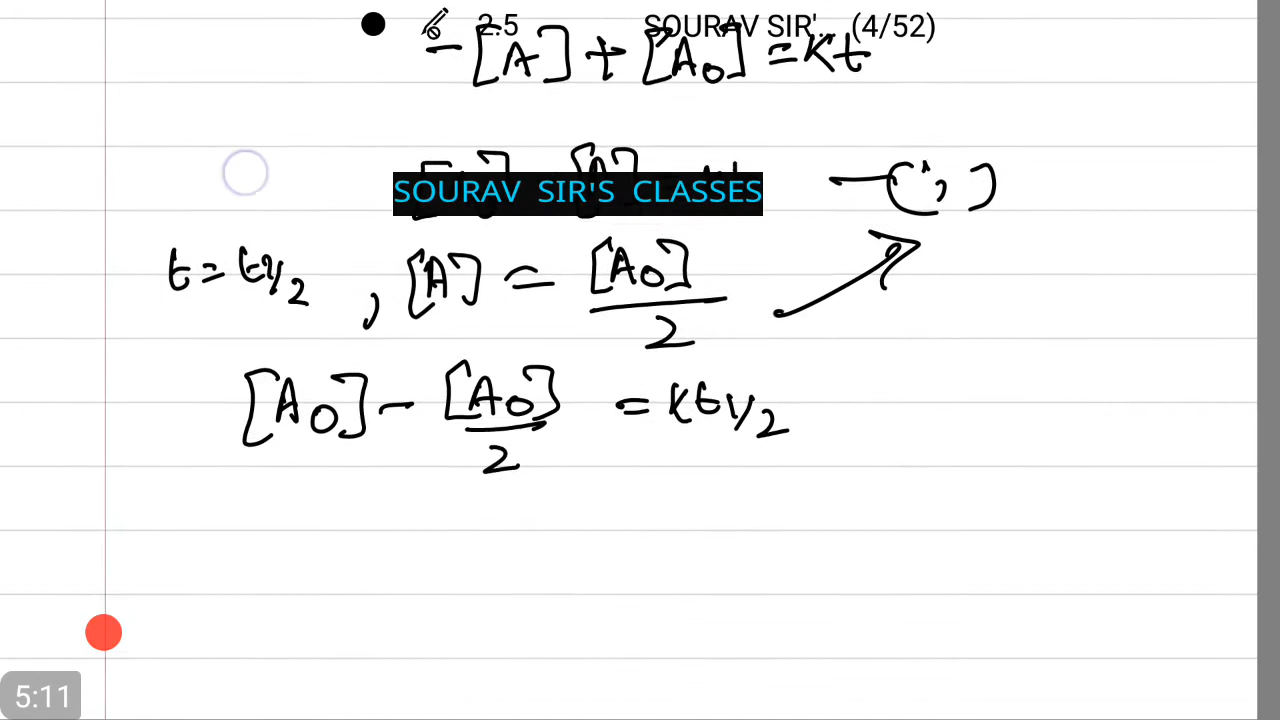 2.5 SOURAV SIR'... (4/52)
- [A] + [A0] = Kt
SOURAV SIR'S CLASSES
t = t1/2 , [A] = [A0] / 2
[A0] - [A0] / 2 = Kt1/2
5:11